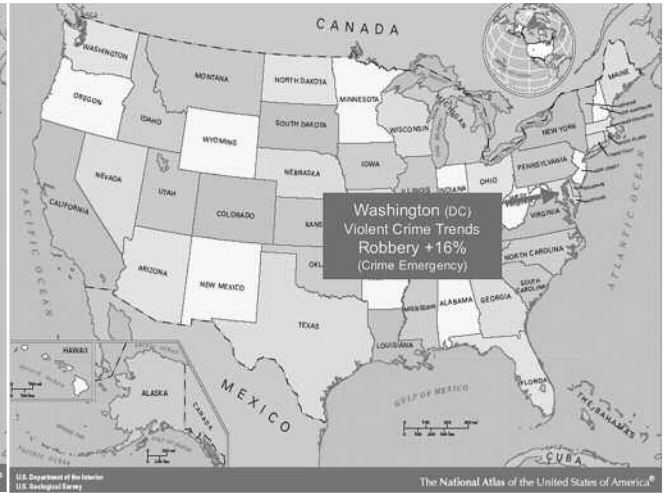 CANADA
WASHINGTON
MONTANA
NORTH DAKOTA
MINNESOTA
MAINE
OREGON
IDAHO
SOUTH DAKOTA
WISCONSIN
NEW YORK
WYOMING
IOWA
PENNSYLVANIA
NEBRASKA
NEVADA
UTAH
ILLINOIS
INDIANA
OHIO
CALIFORNIA
COLORADO
Washington (DC)
Violent Crime Trends
Robbery +16%
(Crime Emergency)
VIRGINIA
NORTH CAROLINA
ARIZONA
NEW MEXICO
SOUTH
CAROLINA
ALABAMA
GEORGIA
TEXAS
LOUISIANA
FLORIDA
PACIFIC OCEAN
ATLANTIC OCEAN
HAWAII
ALASKA
CANADA
MEXICO
GULF OF MEXICO
THE BAHAMAS
CUBA
U.S. Department of the Interior
U.S. Geological Survey
The National Atlas of the United States of America®